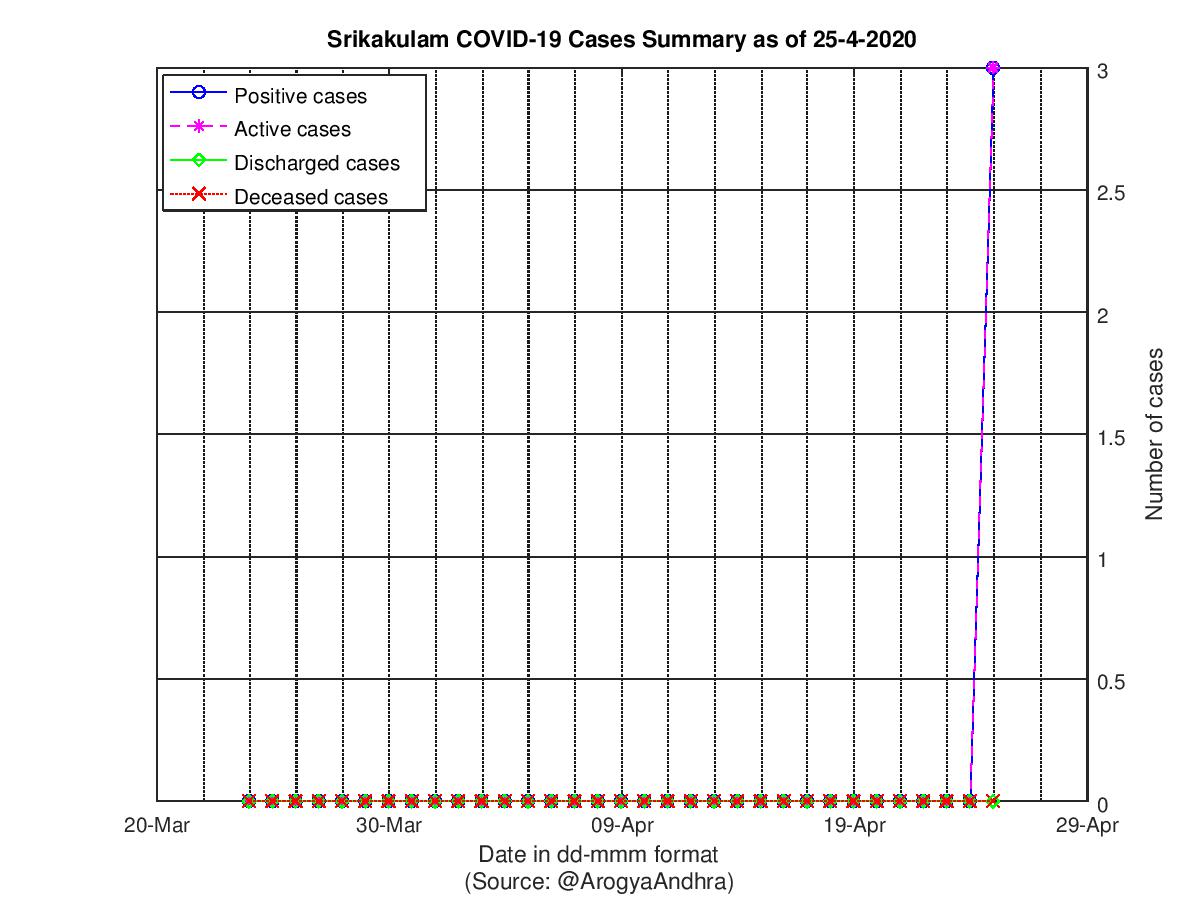 Srikakulam COVID-19 Cases Summary as of 25-4-2020
Positive cases
Active cases
Discharged cases
Deceased cases
3
2.5
2
1.5
1
0.5
0
Number of cases
20-Mar 30-Mar 09-Apr 19-Apr 29-Apr
Date in dd-mmm format
(Source: @ArogyaAndhra)